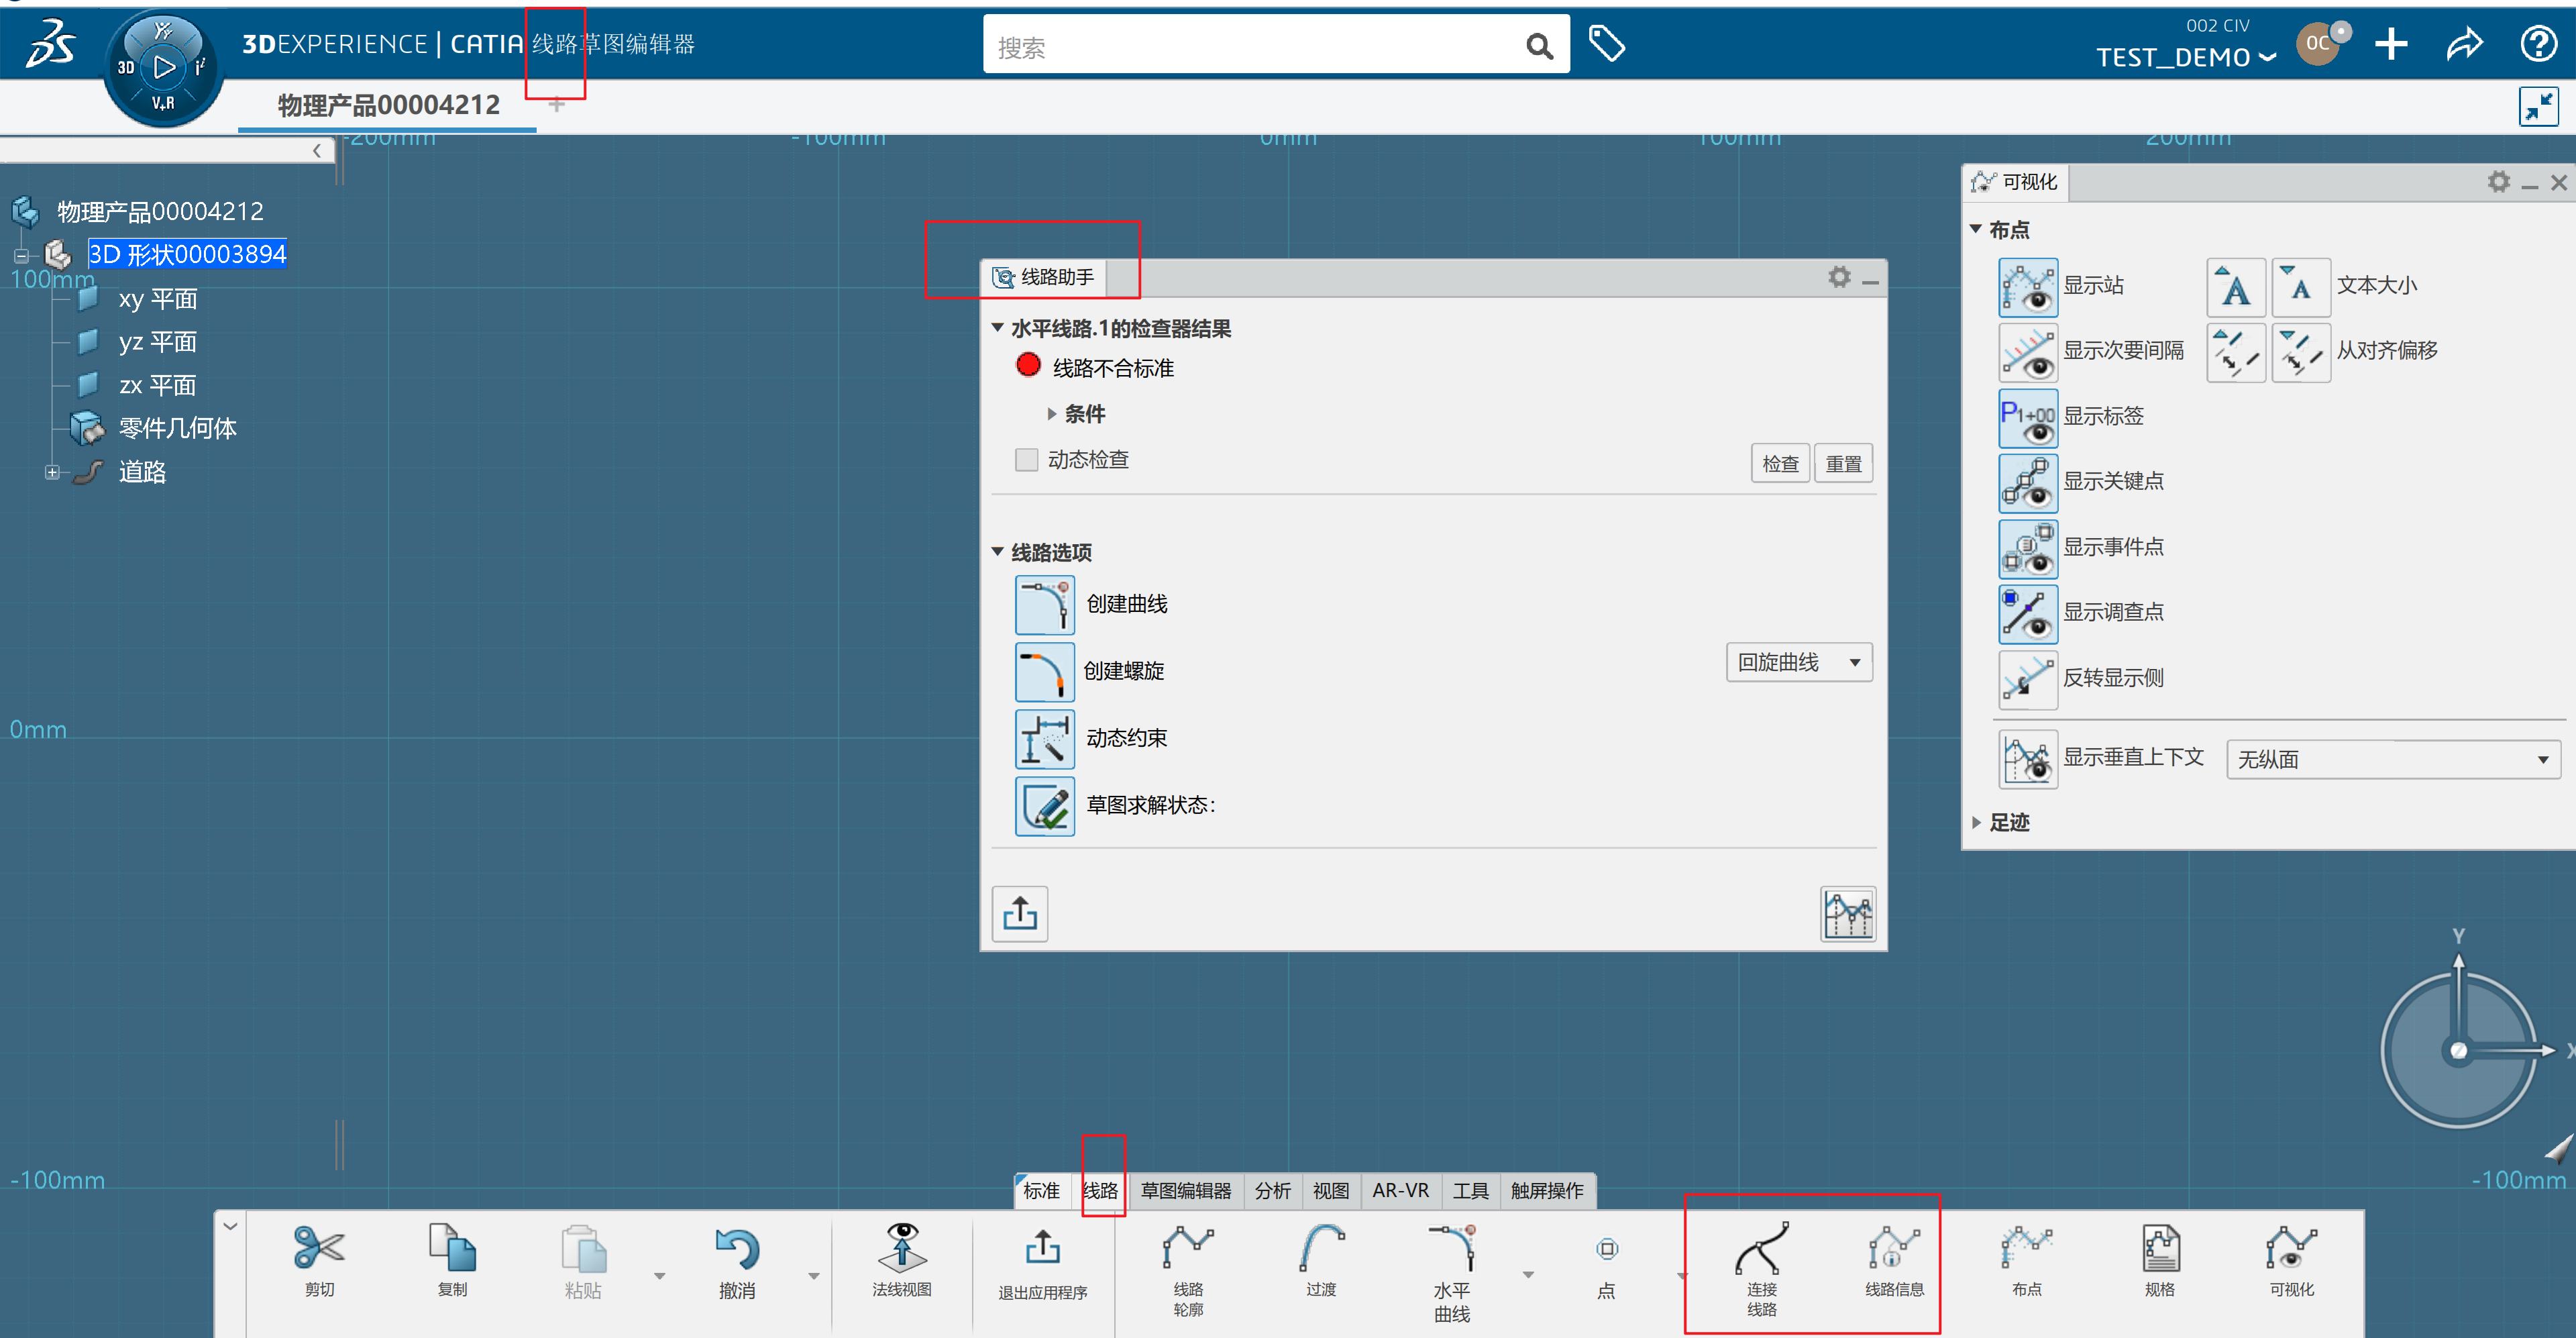 3DEXPERIENCE | CATIA 线路草图编辑器
搜索
002 CIV
TEST_DEMO
OC
3D
V+R
物理产品00004212
+
-200mm
-100mm
0mm
100mm
200mm
物理产品00004212
3D 形状00003894
100mm
xy 平面
yz 平面
zx 平面
零件几何体
道路
0mm
-100mm
线路助手
水平线路.1的检查器结果
线路不合标准
条件
动态检查
检查
重置
线路选项
创建曲线
创建螺旋
回旋曲线
动态约束
草图求解状态：
可视化
布点
显示站
文本大小
显示次要间隔
从对齐偏移
P1+00
显示标签
显示关键点
显示事件点
显示调查点
反转显示侧
显示垂直上下文
无纵面
足迹
Y
X
Z
-100mm
标准
线路
草图编辑器
分析
视图
AR-VR
工具
触屏操作
剪切
复制
粘贴
撤消
法线视图
退出应用程序
线路
轮廓
过渡
水平
曲线
点
连接
线路
线路信息
布点
规格
可视化